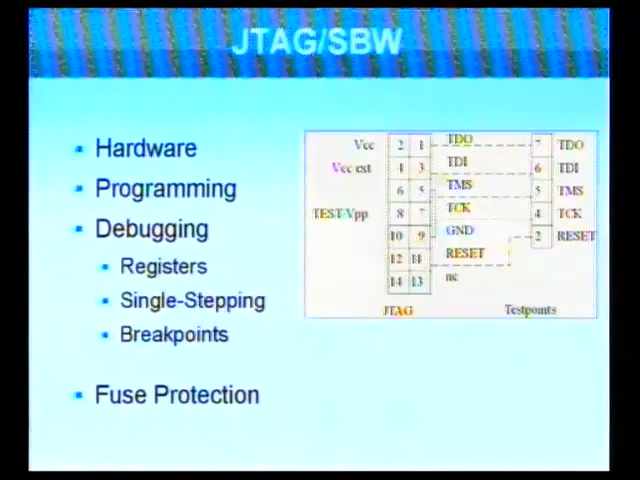 JTAG/SBW
Hardware
Programming
Debugging
Registers
Single-Stepping
Breakpoints
Fuse Protection
Vcc 2 1 TDO 7 TDO
Vcc ext 4 3 TDI 6 TDI
6 5 TMS 5 TMS
TEST/Vpp 8 7 TCK 4 TCK
10 9 GND 2 RESET
12 11 RESET
14 13 nc
JTAG Testpoints